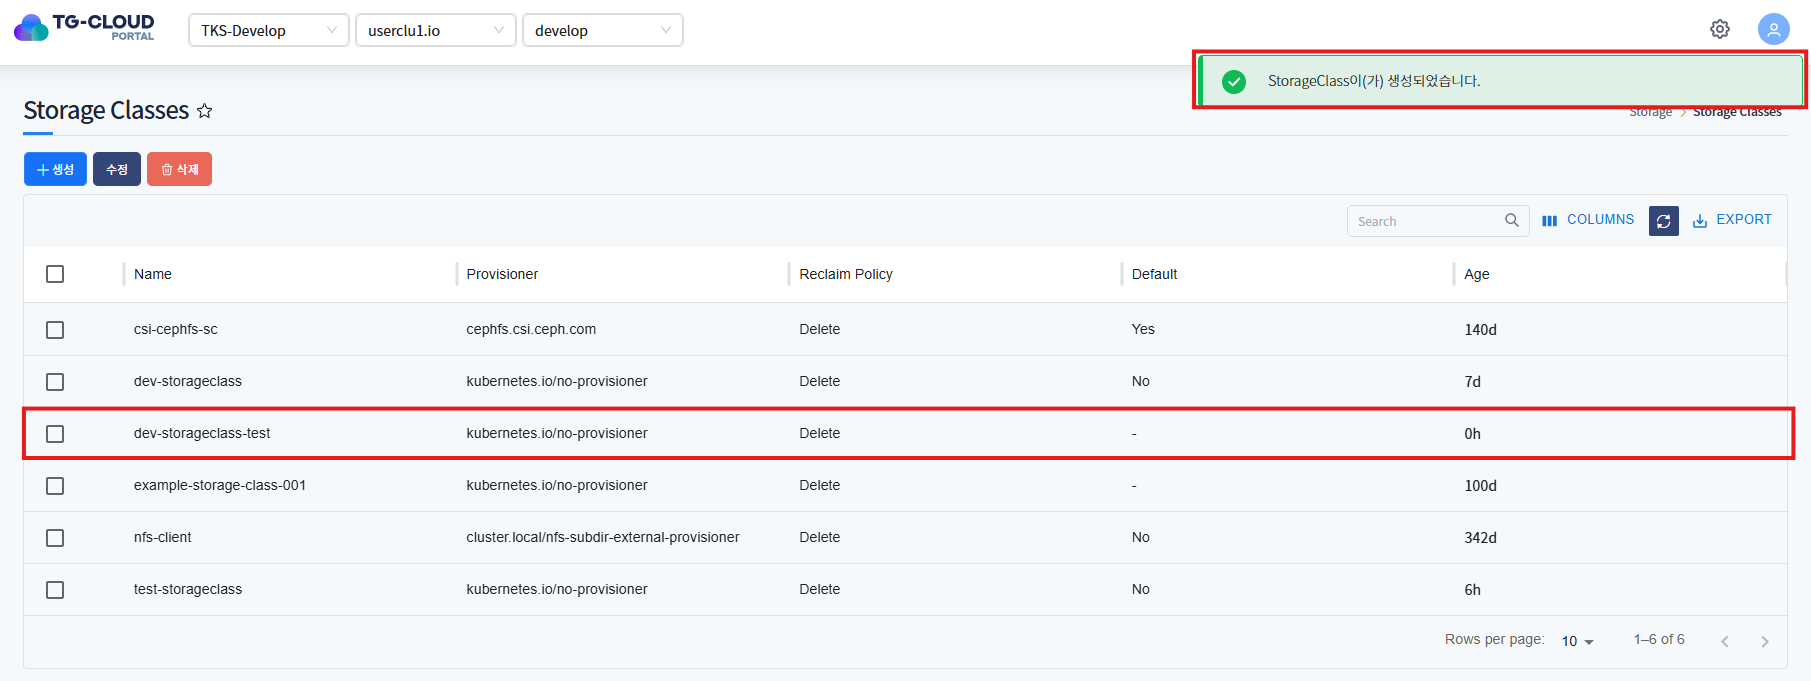 TG-CLOUD
PORTAL
TKS-Develop
userclu1.io
develop
StorageClass이(가) 생성되었습니다.
Storage Classes
Storage > Storage Classes
생성 수정 삭제
Search COLUMNS EXPORT
Name Provisioner Reclaim Policy Default Age
csi-cephfs-sc cephfs.csi.ceph.com Delete Yes 140d
dev-storageclass kubernetes.io/no-provisioner Delete No 7d
dev-storageclass-test kubernetes.io/no-provisioner Delete - 0h
example-storage-class-001 kubernetes.io/no-provisioner Delete - 100d
nfs-client cluster.local/nfs-subdir-external-provisioner Delete No 342d
test-storageclass kubernetes.io/no-provisioner Delete No 6h
Rows per page: 10 1–6 of 6